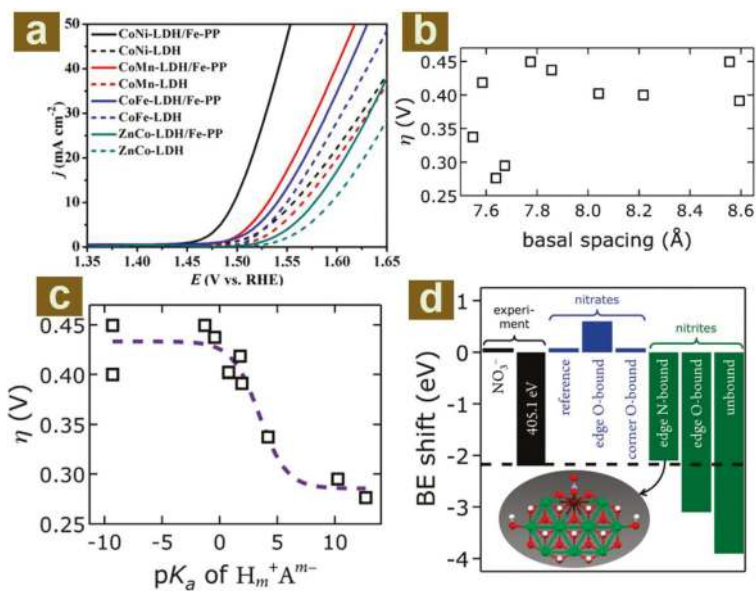 a
50
40
30
20
10
0
j (mA cm⁻²)
CoNi-LDH/Fe-PP
CoNi-LDH
CoMn-LDH/Fe-PP
CoMn-LDH
CoFe-LDH/Fe-PP
CoFe-LDH
ZnCo-LDH/Fe-PP
ZnCo-LDH
1.35 1.40 1.45 1.50 1.55 1.60 1.65
E (V vs. RHE)
b
0.45
0.40
0.35
0.30
0.25
η (V)
7.6 7.8 8.0 8.2 8.4 8.6
basal spacing (Å)
c
0.45
0.40
0.35
0.30
0.25
η (V)
-10 -5 0 5 10
pKₐ of Hₘ⁺Aᵐ⁻
d
1
0
-1
-2
-3
-4
BE shift (eV)
experi-
ment
nitrates
nitrites
NO₃⁻
405.1 eV
reference
edge O-bound
corner O-bound
edge N-bound
edge O-bound
unbound